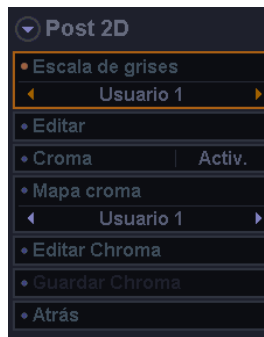 Post 2D
Escala de grises
Usuario 1
Editar
Croma Activ.
Mapa croma
Usuario 1
Editar Chroma
Guardar Chroma
Atrás